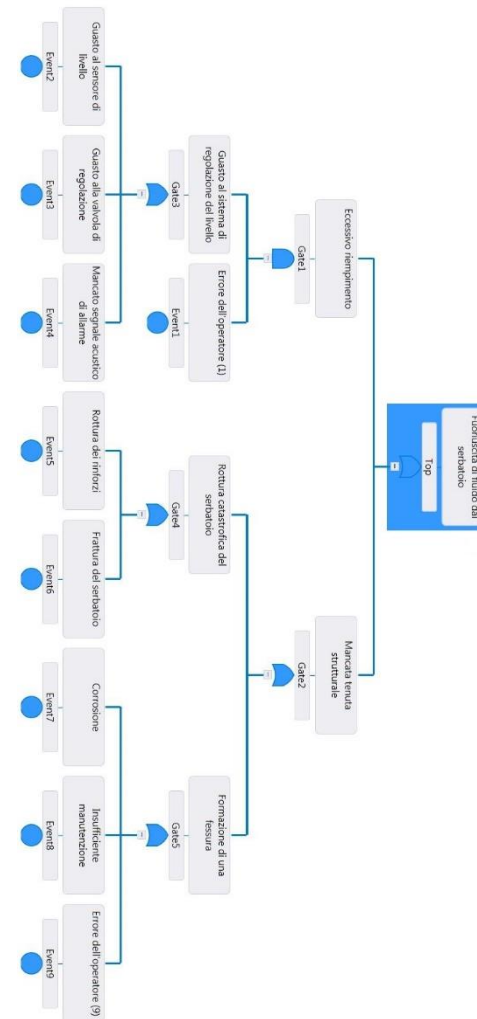 Fuoriuscita di fluido dal
serbatoio
Top
Eccessivo riempimento
Gate1
Mancata tenuta
strutturale
Gate2
Guasto al sistema di
regolazione del livello
Gate3
Errore dell'operatore (1)
Event1
Rottura catastrofica del
serbatoio
Gate4
Formazione di una
fessura
Gate5
Guasto al sensore di
livello
Event2
Guasto alla valvola di
regolazione
Event3
Mancato segnale acustico
di allarme
Event4
Rottura dei rinforzi
Event5
Frattura del serbatoio
Event6
Corrosione
Event7
Insufficiente
manutenzione
Event8
Errore dell'operatore (9)
Event9